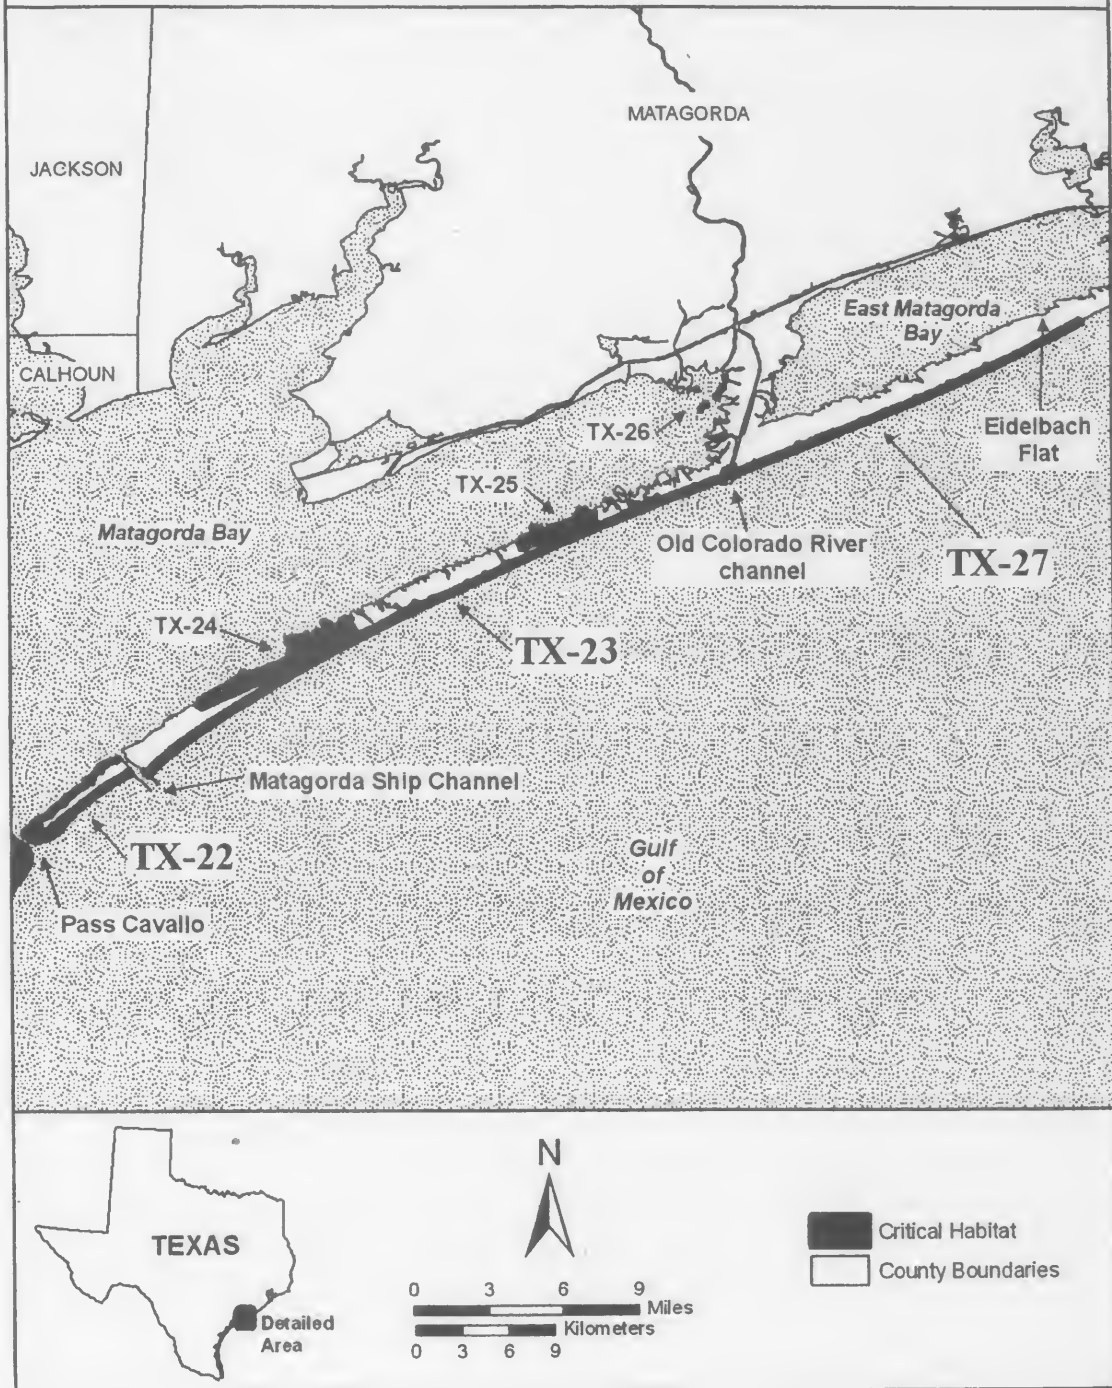 MATAGORDA
JACKSON
East Matagorda
Bay
CALHOUN
TX-26
Eidelbach
Flat
TX-25
Matagorda Bay
Old Colorado River
channel
TX-27
TX-24
TX-23
Matagorda Ship Channel
TX-22
Gulf
of
Mexico
Pass Cavallo
N
TEXAS
Critical Habitat
County Boundaries
0 3 6 9
Miles
Kilometers
0 3 6 9
Detailed
Area